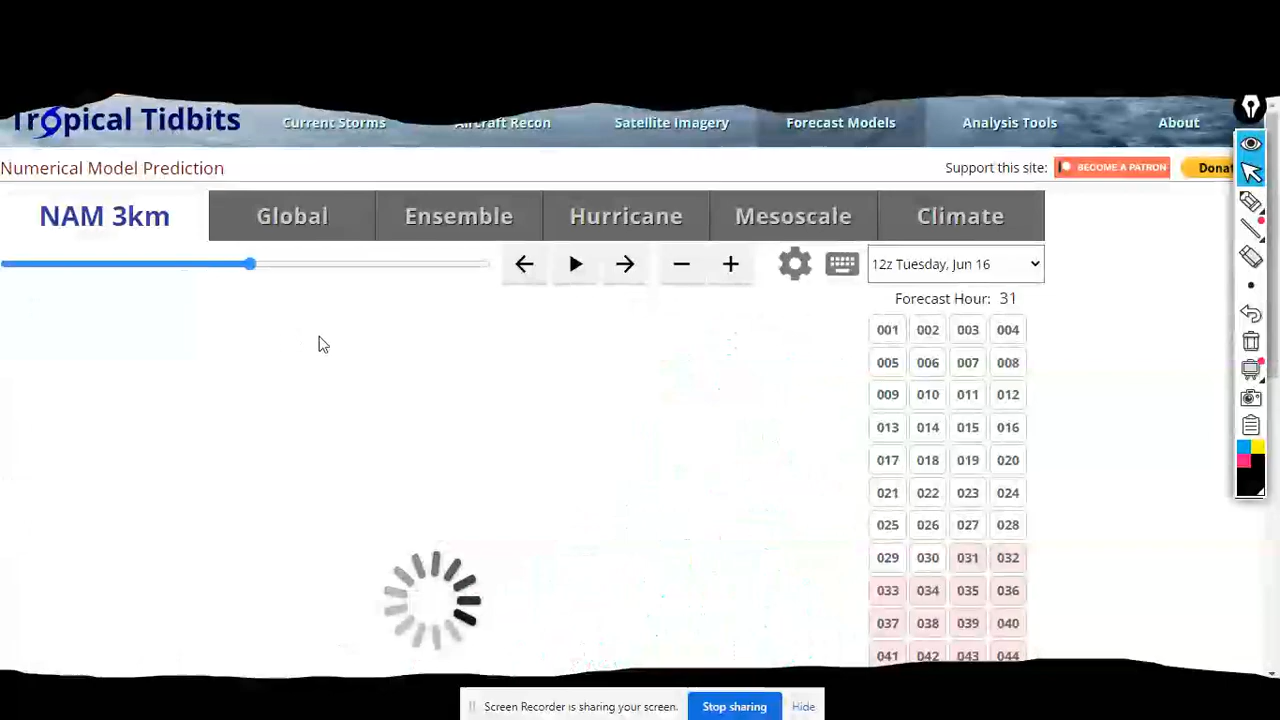 Tropical Tidbits
Current Storms
Aircraft Recon
Satellite Imagery
Forecast Models
Analysis Tools
About
Numerical Model Prediction
Support this site:
BECOME A PATRON
Donat
NAM 3km
Global
Ensemble
Hurricane
Mesoscale
Climate
12z Tuesday, Jun 16
Forecast Hour: 31
001 002 003 004
005 006 007 008
009 010 011 012
013 014 015 016
017 018 019 020
021 022 023 024
025 026 027 028
029 030 031 032
033 034 035 036
037 038 039 040
041 042 043 044
Screen Recorder is sharing your screen.
Stop sharing
Hide